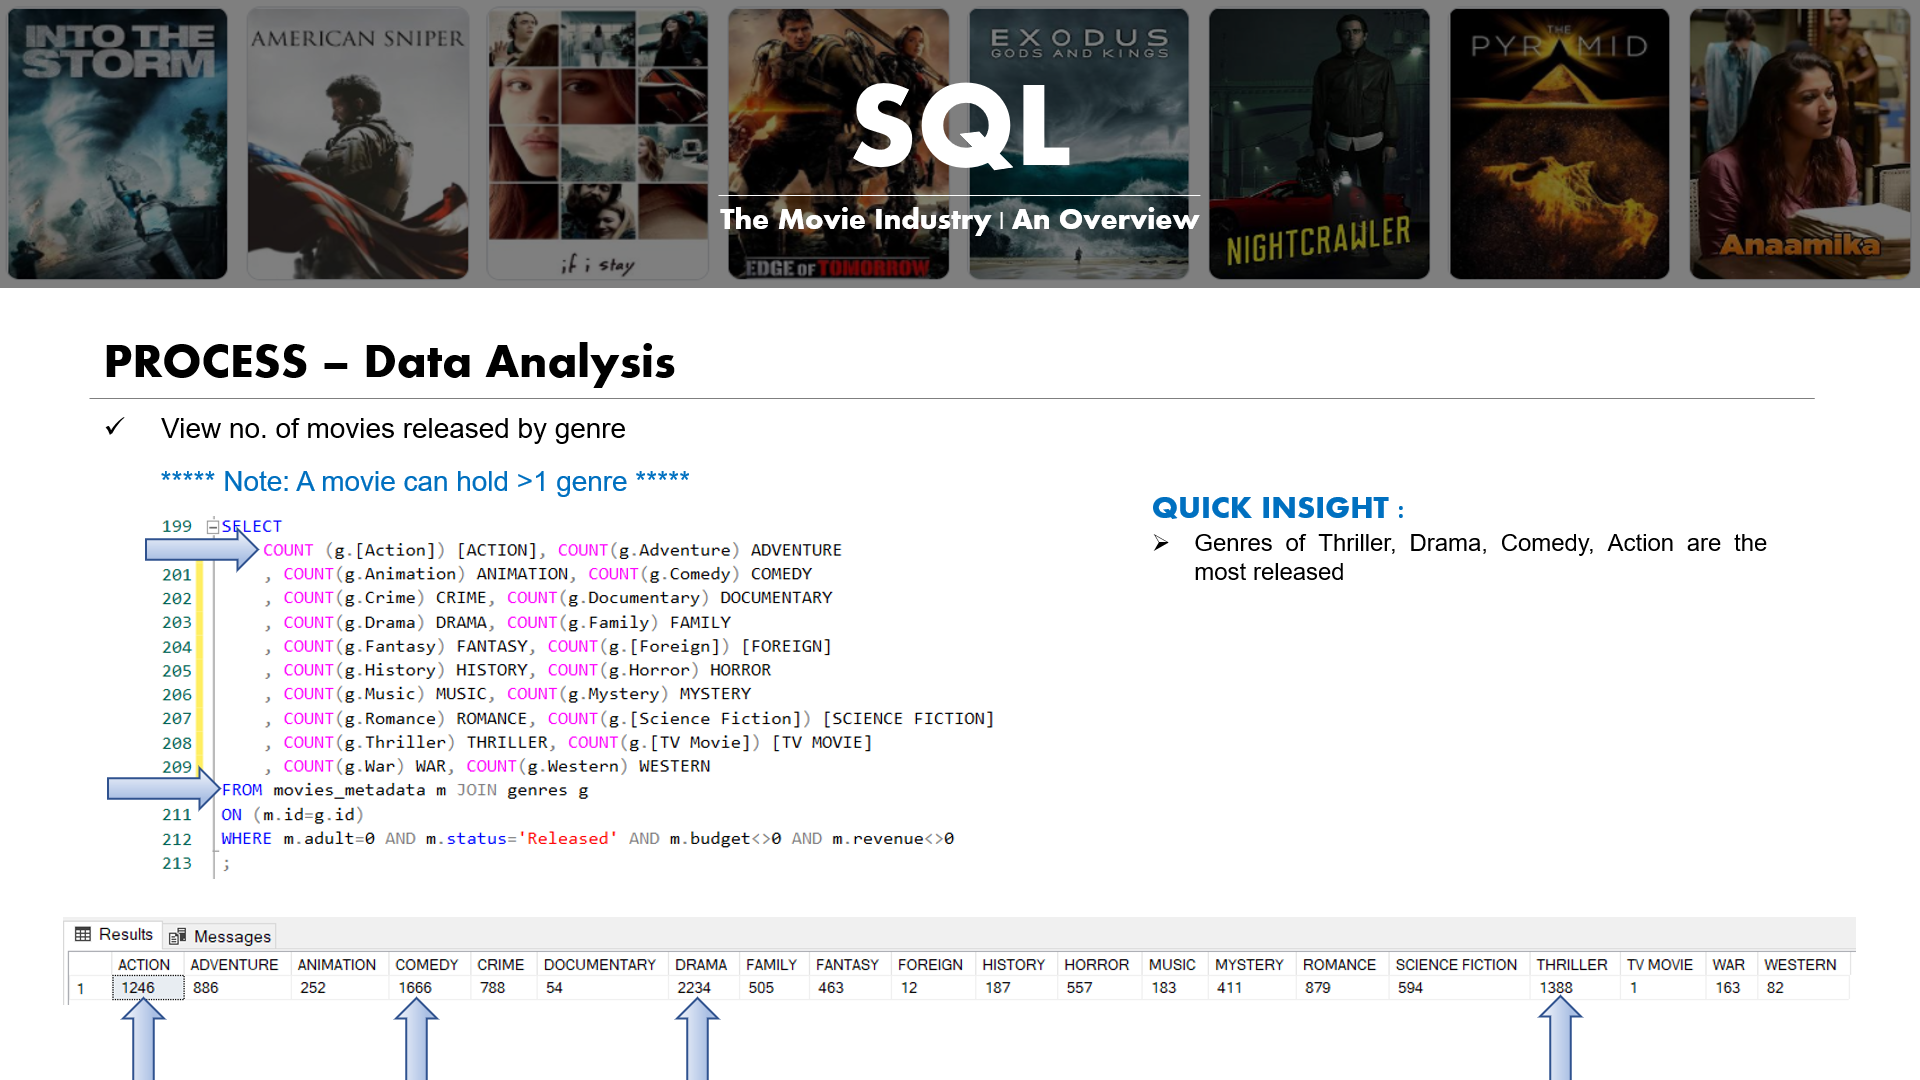 INTO THE
STORM
AMERICAN SNIPER
if i stay
EDGE OF TOMORROW
EXODUS
GODS AND KINGS
NIGHTCRAWLER
THE
PYRAMID
Anaamika
SQL
The Movie Industry | An Overview
PROCESS – Data Analysis
✓ View no. of movies released by genre
***** Note: A movie can hold >1 genre *****
199 SELECT
COUNT (g.[Action]) [ACTION], COUNT(g.Adventure) ADVENTURE
201 , COUNT(g.Animation) ANIMATION, COUNT(g.Comedy) COMEDY
202 , COUNT(g.Crime) CRIME, COUNT(g.Documentary) DOCUMENTARY
203 , COUNT(g.Drama) DRAMA, COUNT(g.Family) FAMILY
204 , COUNT(g.Fantasy) FANTASY, COUNT(g.[Foreign]) [FOREIGN]
205 , COUNT(g.History) HISTORY, COUNT(g.Horror) HORROR
206 , COUNT(g.Music) MUSIC, COUNT(g.Mystery) MYSTERY
207 , COUNT(g.Romance) ROMANCE, COUNT(g.[Science Fiction]) [SCIENCE FICTION]
208 , COUNT(g.Thriller) THRILLER, COUNT(g.[TV Movie]) [TV MOVIE]
209 , COUNT(g.War) WAR, COUNT(g.Western) WESTERN
FROM movies_metadata m JOIN genres g
211 ON (m.id=g.id)
212 WHERE m.adult=0 AND m.status='Released' AND m.budget<>0 AND m.revenue<>0
213 ;
QUICK INSIGHT :
➢ Genres of Thriller, Drama, Comedy, Action are the
most released
Results Messages
ACTION ADVENTURE ANIMATION COMEDY CRIME DOCUMENTARY DRAMA FAMILY FANTASY FOREIGN HISTORY HORROR MUSIC MYSTERY ROMANCE SCIENCE FICTION THRILLER TV MOVIE WAR WESTERN
1 1246 886 252 1666 788 54 2234 505 463 12 187 557 183 411 879 594 1388 1 163 82